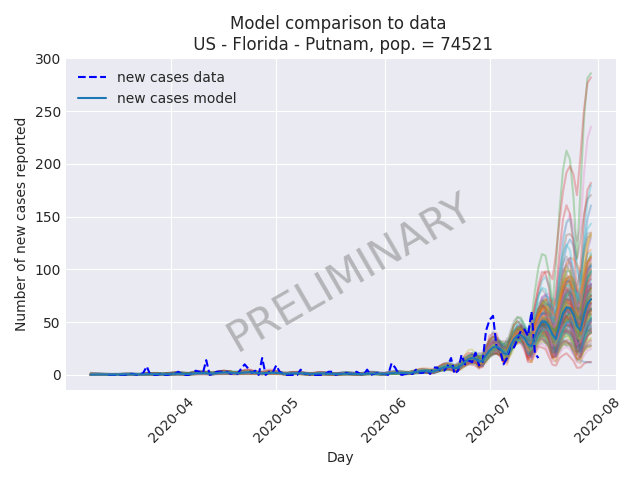 Model comparison to data
US - Florida - Putnam, pop. = 74521
new cases data
new cases model
Number of new cases reported
300
250
200
150
100
50
0
PRELIMINARY
2020-04
2020-05
2020-06
2020-07
2020-08
Day